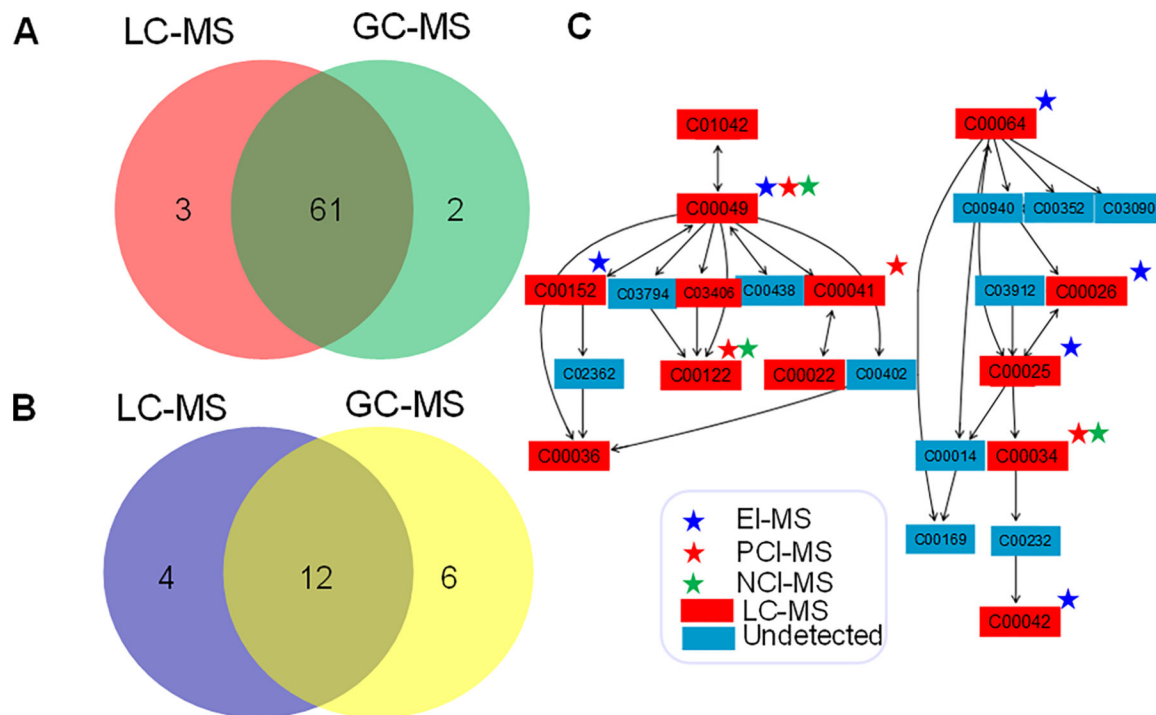 A
LC-MS
GC-MS
3
61
2
B
LC-MS
GC-MS
4
12
6
C
C01042
C00049
C00152
C03794
C03406
C00438
C00041
C02362
C00122
C00022
C00402
C00036
C00064
C00940
C00352
C03090
C03912
C00026
C00025
C00014
C00034
C00169
C00232
C00042
EI-MS
PCI-MS
NCI-MS
LC-MS
Undetected